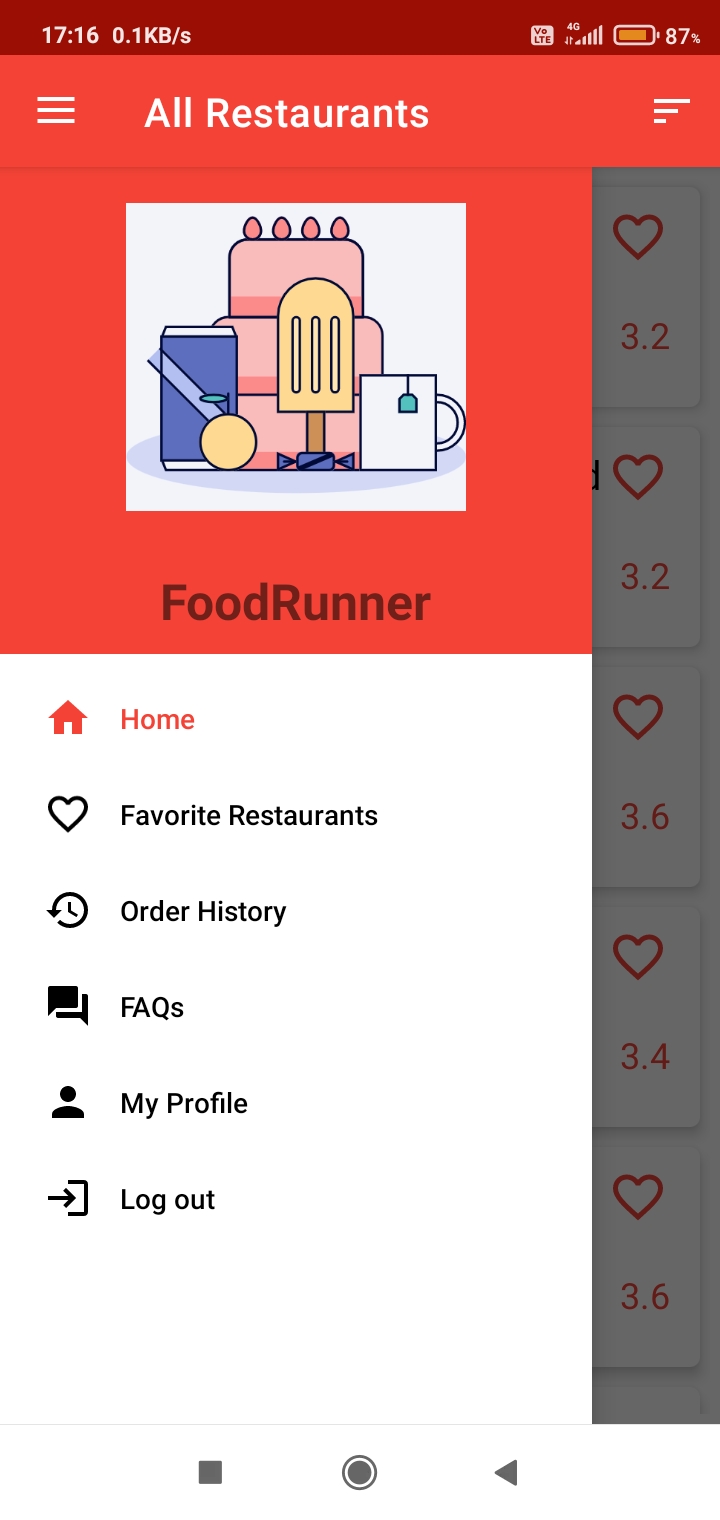 17:16 0.1KB/s Vo LTE 4G 87%
All Restaurants
3.2
d
3.2
FoodRunner
Home
3.6
Favorite Restaurants
Order History
FAQs
3.4
My Profile
Log out
3.6